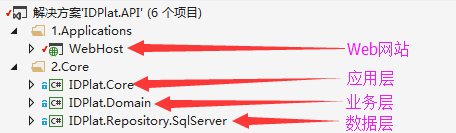 解决方案'IDPlat.API' (6 个项目)
1.Applications
WebHost Web网站
2.Core
IDPlat.Core 应用层
IDPlat.Domain 业务层
IDPlat.Repository.SqlServer 数据层